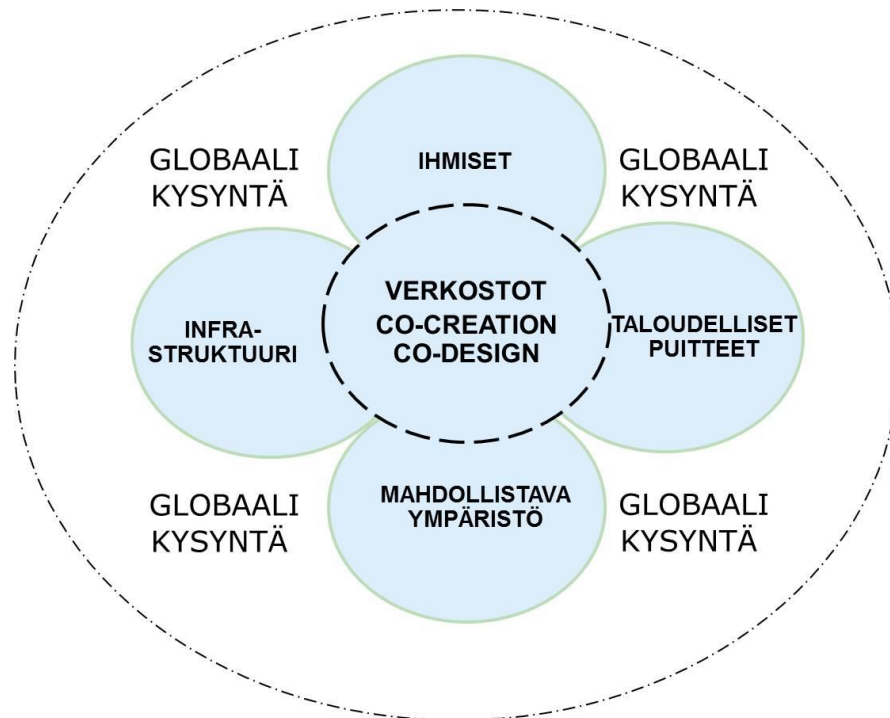 IHMISET
GLOBAALI
KYSYNTÄ
GLOBAALI
KYSYNTÄ
VERKOSTOT
CO-CREATION
CO-DESIGN
INFRA-
STRUKTUURI
TALOUDELLISET
PUITTEET
MAHDOLLISTAVA
YMPÄRISTÖ
GLOBAALI
KYSYNTÄ
GLOBAALI
KYSYNTÄ